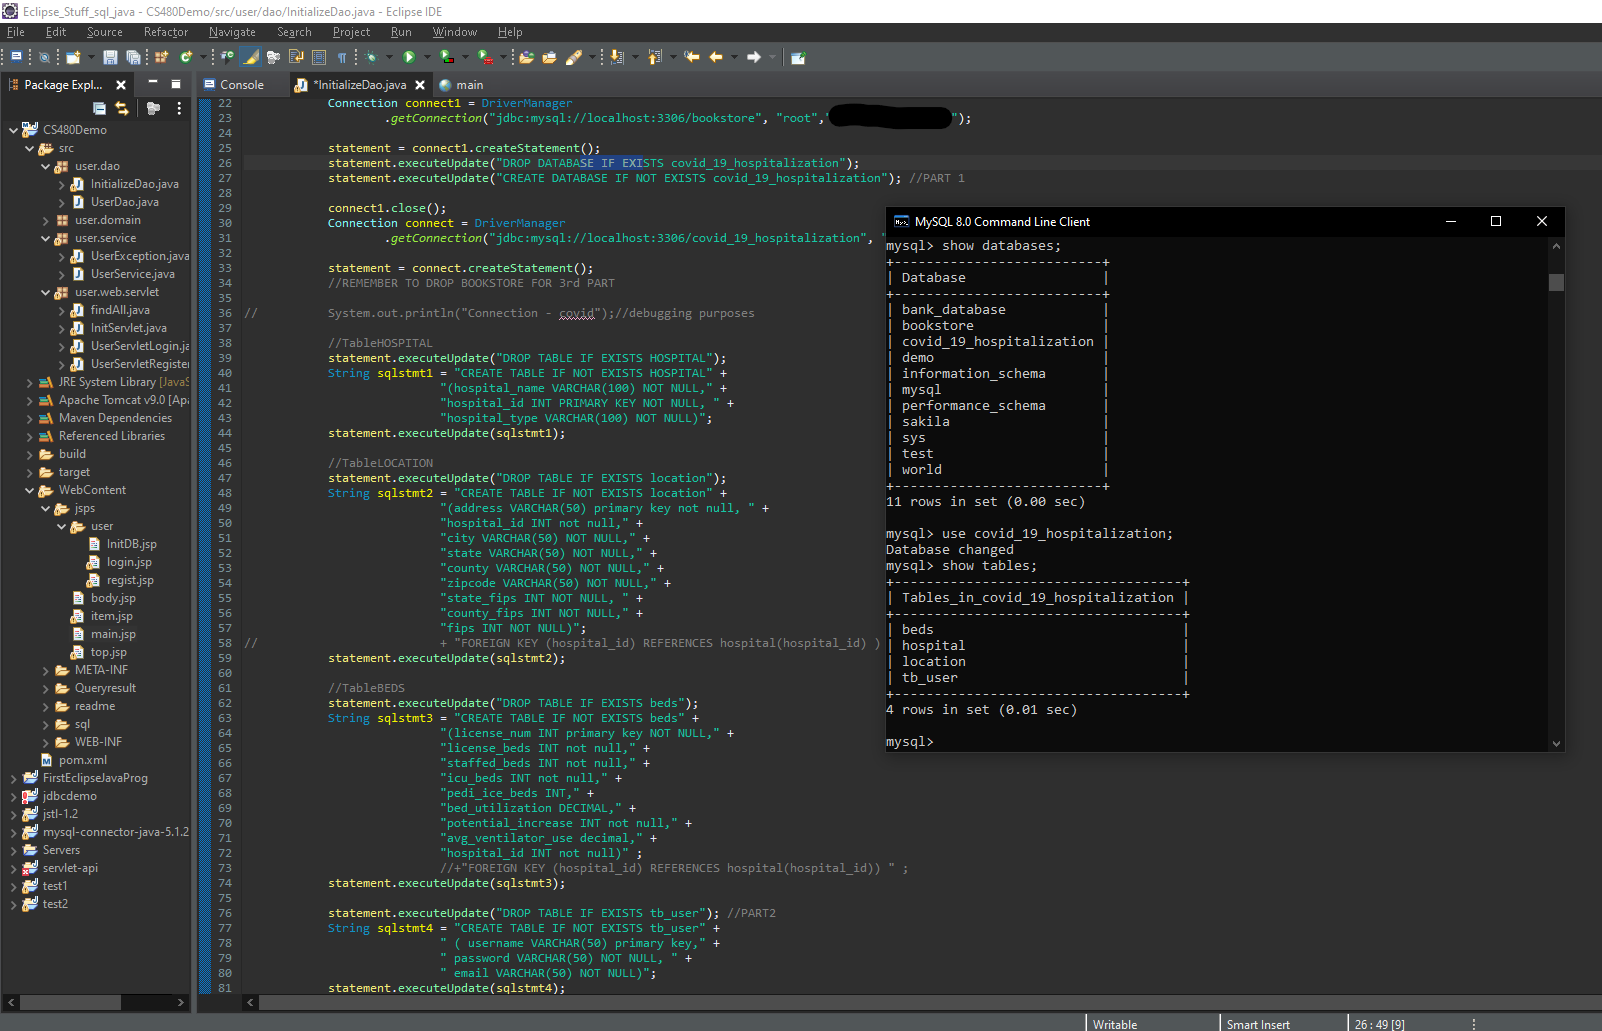 Eclipse_Stuff_sql_java - CS480Demo/src/user/dao/InitializeDao.java - Eclipse IDE
File Edit Source Refactor Navigate Search Project Run Window Help
Package Expl...
Console
*InitializeDao.java
main
CS480Demo
src
user.dao
InitializeDao.java
UserDao.java
user.domain
user.service
UserException.java
UserService.java
user.web.servlet
findAll.java
InitServlet.java
UserServletLogin.ja
UserServletRegister
JRE System Library [JavaS
Apache Tomcat v9.0 [Apa
Maven Dependencies
Referenced Libraries
build
target
WebContent
jsps
user
InitDB.jsp
login.jsp
regist.jsp
body.jsp
item.jsp
main.jsp
top.jsp
META-INF
Queryresult
readme
sql
WEB-INF
pom.xml
FirstEclipseJavaProg
jdbcdemo
jstl-1.2
mysql-connector-java-5.1.2
Servers
servlet-api
test1
test2
22 Connection connect1 = DriverManager
23 .getConnection("jdbc:mysql://localhost:3306/bookstore", "root"," ");
24
25 statement = connect1.createStatement();
26 statement.executeUpdate("DROP DATABASE IF EXISTS covid_19_hospitalization");
27 statement.executeUpdate("CREATE DATABASE IF NOT EXISTS covid_19_hospitalization"); //PART 1
28
29 connect1.close();
30 Connection connect = DriverManager
31 .getConnection("jdbc:mysql://localhost:3306/covid_19_hospitalization", "
32
33 statement = connect.createStatement();
34 //REMEMBER TO DROP BOOKSTORE FOR 3rd PART
35
36 // System.out.println("Connection - covid");//debugging purposes
37
38 //TableHOSPITAL
39 statement.executeUpdate("DROP TABLE IF EXISTS HOSPITAL");
40 String sqlstmt1 = "CREATE TABLE IF NOT EXISTS HOSPITAL" +
41 "(hospital_name VARCHAR(100) NOT NULL," +
42 "hospital_id INT PRIMARY KEY NOT NULL, " +
43 "hospital_type VARCHAR(100) NOT NULL)";
44 statement.executeUpdate(sqlstmt1);
45
46 //TableLOCATION
47 statement.executeUpdate("DROP TABLE IF EXISTS location");
48 String sqlstmt2 = "CREATE TABLE IF NOT EXISTS location" +
49 "(address VARCHAR(50) primary key not null, " +
50 "hospital_id INT not null," +
51 "city VARCHAR(50) NOT NULL," +
52 "state VARCHAR(50) NOT NULL," +
53 "county VARCHAR(50) NOT NULL," +
54 "zipcode VARCHAR(50) NOT NULL," +
55 "state_fips INT NOT NULL, " +
56 "county_fips INT NOT NULL," +
57 "fips INT NOT NULL)";
58 // + "FOREIGN KEY (hospital_id) REFERENCES hospital(hospital_id) )
59 statement.executeUpdate(sqlstmt2);
60
61 //TableBEDS
62 statement.executeUpdate("DROP TABLE IF EXISTS beds");
63 String sqlstmt3 = "CREATE TABLE IF NOT EXISTS beds" +
64 "(license_num INT primary key NOT NULL," +
65 "license_beds INT not null," +
66 "staffed_beds INT not null," +
67 "icu_beds INT not null," +
68 "pedi_ice_beds INT," +
69 "bed_utilization DECIMAL," +
70 "potential_increase INT not null," +
71 "avg_ventilator_use decimal," +
72 "hospital_id INT not null)" ;
73 //+"FOREIGN KEY (hospital_id) REFERENCES hospital(hospital_id)) " ;
74 statement.executeUpdate(sqlstmt3);
75
76 statement.executeUpdate("DROP TABLE IF EXISTS tb_user"); //PART2
77 String sqlstmt4 = "CREATE TABLE IF NOT EXISTS tb_user" +
78 " ( username VARCHAR(50) primary key," +
79 " password VARCHAR(50) NOT NULL, " +
80 " email VARCHAR(50) NOT NULL)";
81 statement.executeUpdate(sqlstmt4);
MySQL 8.0 Command Line Client
mysql> show databases;
+--------------------------+
| Database |
+--------------------------+
| bank_database |
| bookstore |
| covid_19_hospitalization |
| demo |
| information_schema |
| mysql |
| performance_schema |
| sakila |
| sys |
| test |
| world |
+--------------------------+
11 rows in set (0.00 sec)
mysql> use covid_19_hospitalization;
Database changed
mysql> show tables;
+------------------------------------+
| Tables_in_covid_19_hospitalization |
+------------------------------------+
| beds |
| hospital |
| location |
| tb_user |
+------------------------------------+
4 rows in set (0.01 sec)
mysql>
Writable
Smart Insert
26 : 49 [9]